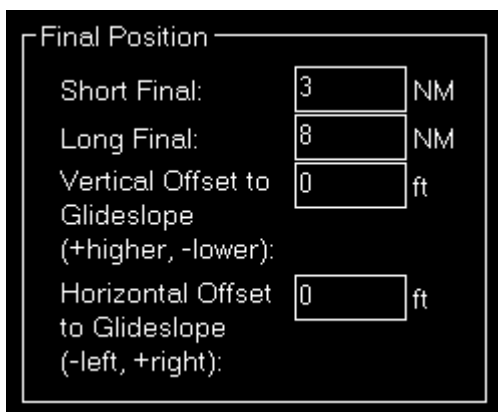 Final Position
Short Final: 3 NM
Long Final: 8 NM
Vertical Offset to 0 ft
Glideslope
(+higher, -lower):
Horizontal Offset 0 ft
to Glideslope
(-left, +right):